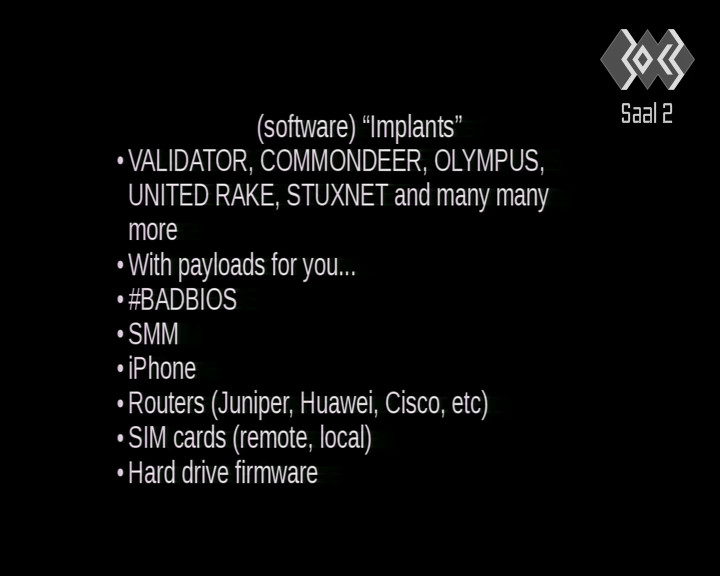 Saal 2
(software) “Implants”
• VALIDATOR, COMMONDEER, OLYMPUS,
UNITED RAKE, STUXNET and many many
more
• With payloads for you...
• #BADBIOS
• SMM
• iPhone
• Routers (Juniper, Huawei, Cisco, etc)
• SIM cards (remote, local)
• Hard drive firmware